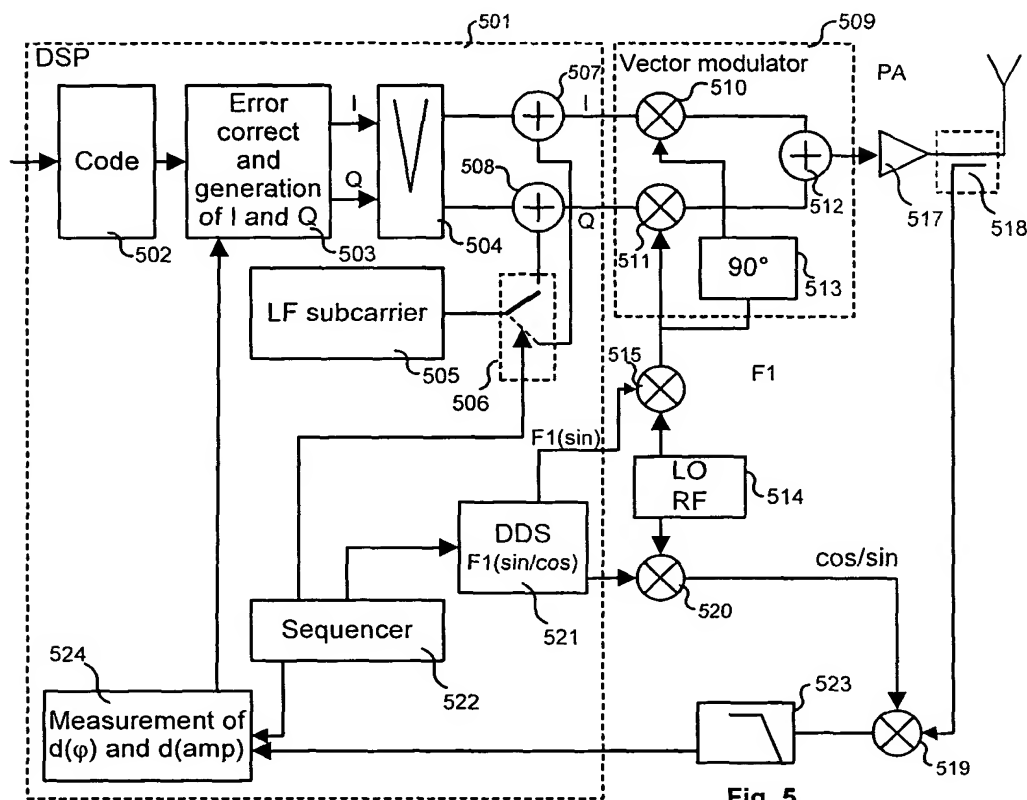 501
DSP
509
507
Vector modulator
PA
510
Code
Error
correct
and
generation
of I and Q
I
Q
I
508
Q
512
511
517
518
502
503
504
90°
513
LF subcarrier
505
506
515
F1
F1(sin)
LO
RF
514
DDS
F1(sin/cos)
cos/sin
520
521
Sequencer
522
524
523
Measurement of
d(φ) and d(amp)
519
Fig. 5